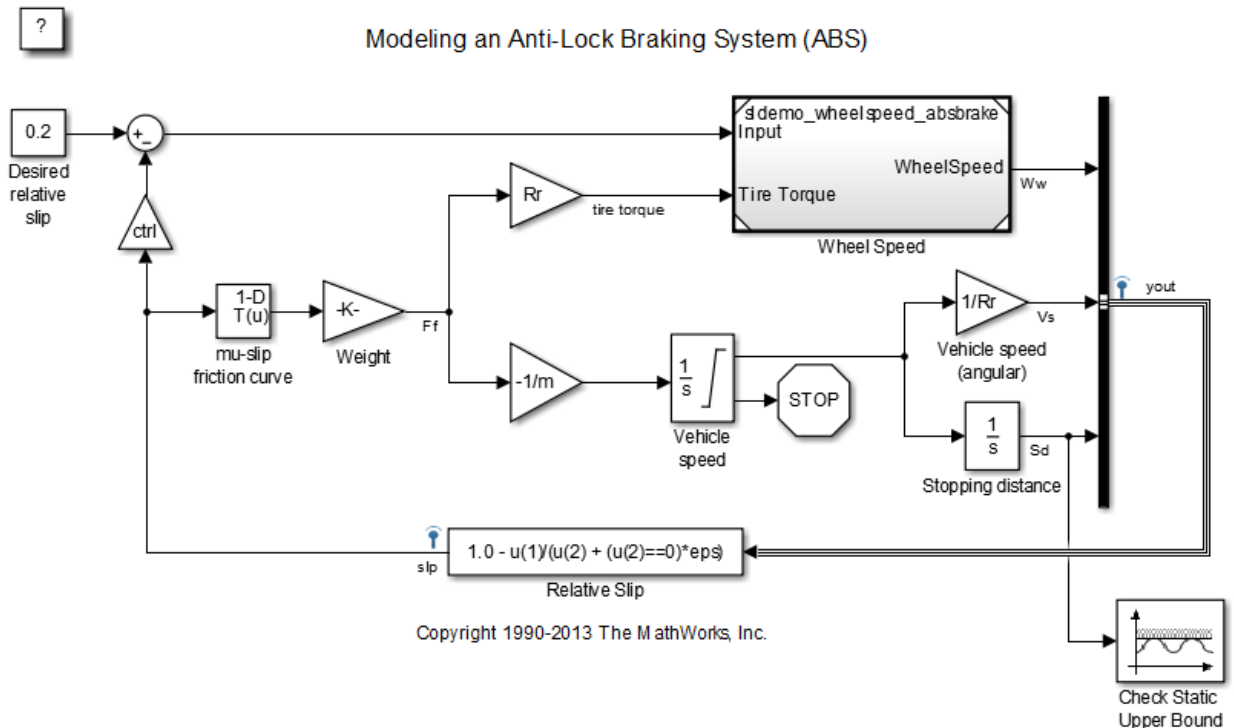 ?
Modeling an Anti-Lock Braking System (ABS)
0.2
Desired
relative
slip
+
−
ctrl
sldemo_wheelspeed_absbrake
Input
WheelSpeed
Tire Torque
Wheel Speed
Ww
Rr
tire torque
1-D
T(u)
mu-slip
friction curve
-K-
Weight
Ff
-1/m
1
s
Vehicle
speed
STOP
1/Rr
Vs
Vehicle speed
(angular)
yout
1
s
Sd
Stopping distance
1.0 - u(1)/(u(2) + (u(2)==0)*eps)
slp
Relative Slip
Copyright 1990-2013 The MathWorks, Inc.
Check Static
Upper Bound